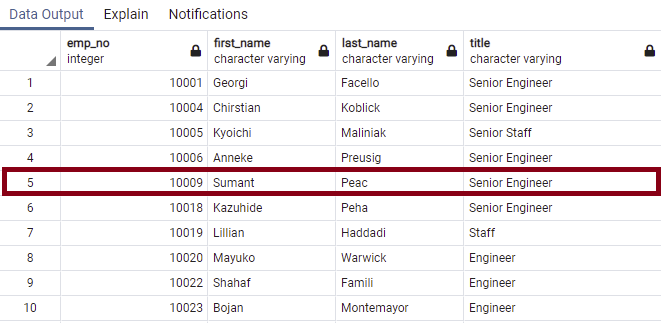 Data Output Explain Notifications
emp_no first_name last_name title
integer character varying character varying character varying
1 10001 Georgi Facello Senior Engineer
2 10004 Chirstian Koblick Senior Engineer
3 10005 Kyoichi Maliniak Senior Staff
4 10006 Anneke Preusig Senior Engineer
5 10009 Sumant Peac Senior Engineer
6 10018 Kazuhide Peha Senior Engineer
7 10019 Lillian Haddadi Staff
8 10020 Mayuko Warwick Engineer
9 10022 Shahaf Famili Engineer
10 10023 Bojan Montemayor Engineer